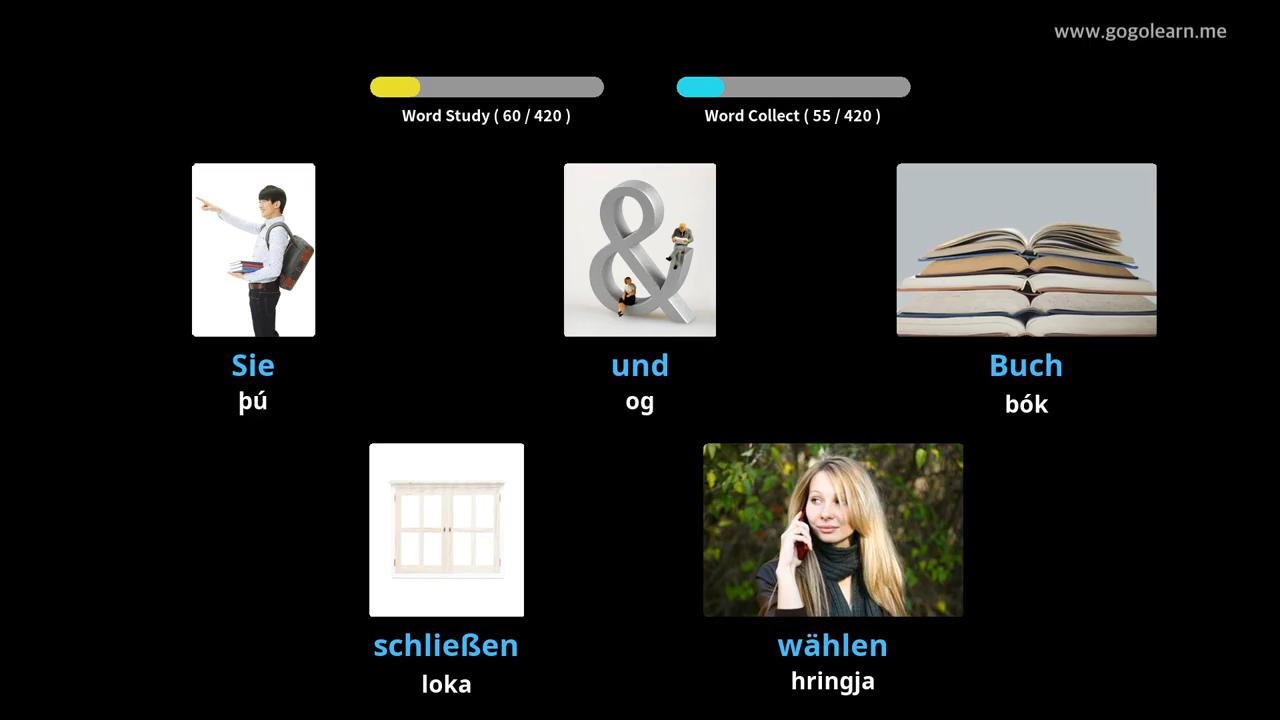 www.gogolearn.me
Word Study ( 60 / 420 )
Word Collect ( 55 / 420 )
Sie
þú
und
og
Buch
bók
schließen
loka
wählen
hringja